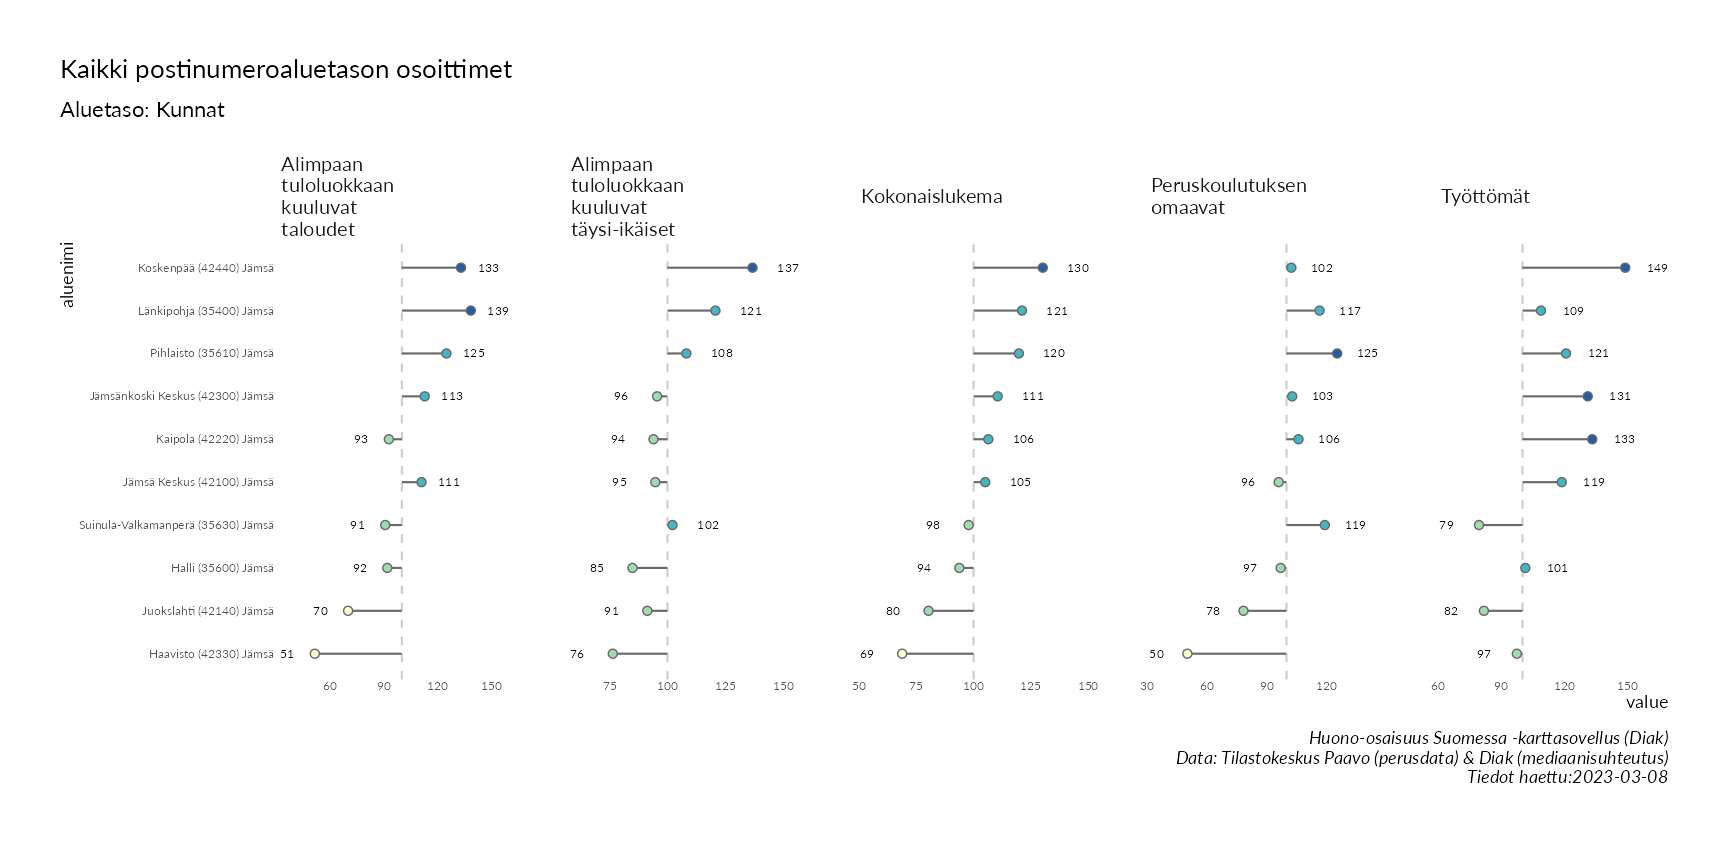 Kaikki postinumeroaluetason osoittimet
Aluetaso: Kunnat
Alimpaan
tuloluokkaan
kuuluvat
taloudet
Alimpaan
tuloluokkaan
kuuluvat
täysi-ikäiset
Kokonaislukema
Peruskoulutuksen
omaavat
Työttömät
aluenimi
Koskenpää (42440) Jämsä 133 137 130 102 149
Länkipohja (35400) Jämsä 139 121 121 117 109
Pihlaisto (35610) Jämsä 125 108 120 125 121
Jämsänkoski Keskus (42300) Jämsä 113 96 111 103 131
Kaipola (42220) Jämsä 93 94 106 106 133
Jämsä Keskus (42100) Jämsä 111 95 105 96 119
Suinula-Valkamanperä (35630) Jämsä 91 102 98 119 79
Halli (35600) Jämsä 92 85 94 97 101
Juokslahti (42140) Jämsä 70 91 80 78 82
Haavisto (42330) Jämsä 51 76 69 50 97
60 90 120 150 75 100 125 150 50 75 100 125 150 30 60 90 120 60 90 120 150
value
Huono-osaisuus Suomessa -karttasovellus (Diak)
Data: Tilastokeskus Paavo (perusdata) & Diak (mediaanisuhteutus)
Tiedot haettu:2023-03-08